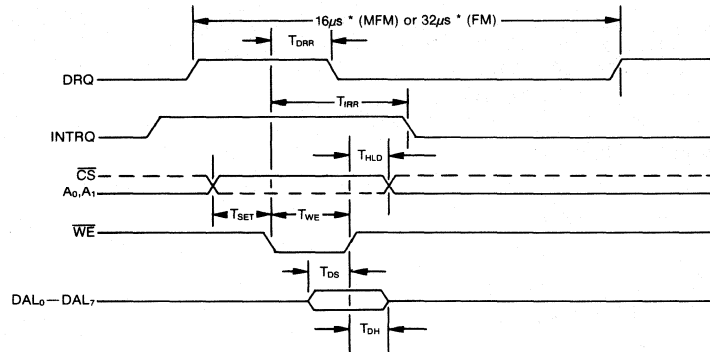 16μs * (MFM) or 32μs * (FM)
TDRR
DRQ
TIRR
INTRQ
THLD
CS
A0,A1
TSET
TWE
WE
TDS
DAL0—DAL7
TDH